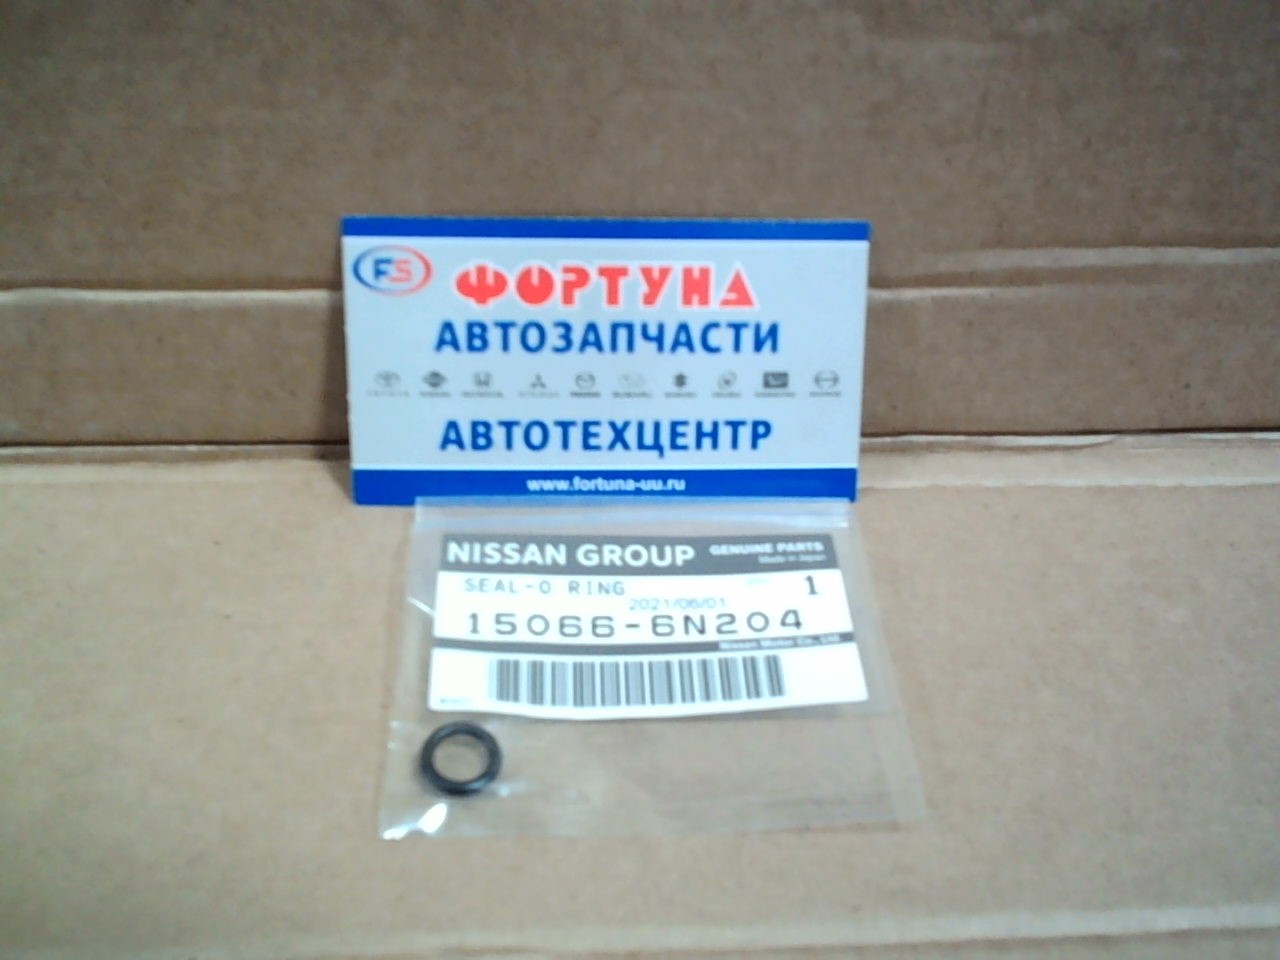 FS
ФОРТУНА
АВТОЗАПЧАСТИ
АВТОТЕХЦЕНТР
www.fortuna-uu.ru
NISSAN GROUP GENUINE PARTS
Made in Japan
SEAL-O RING 1
2021/06/01
15066-6N204
Nissan Motor Co., Ltd.